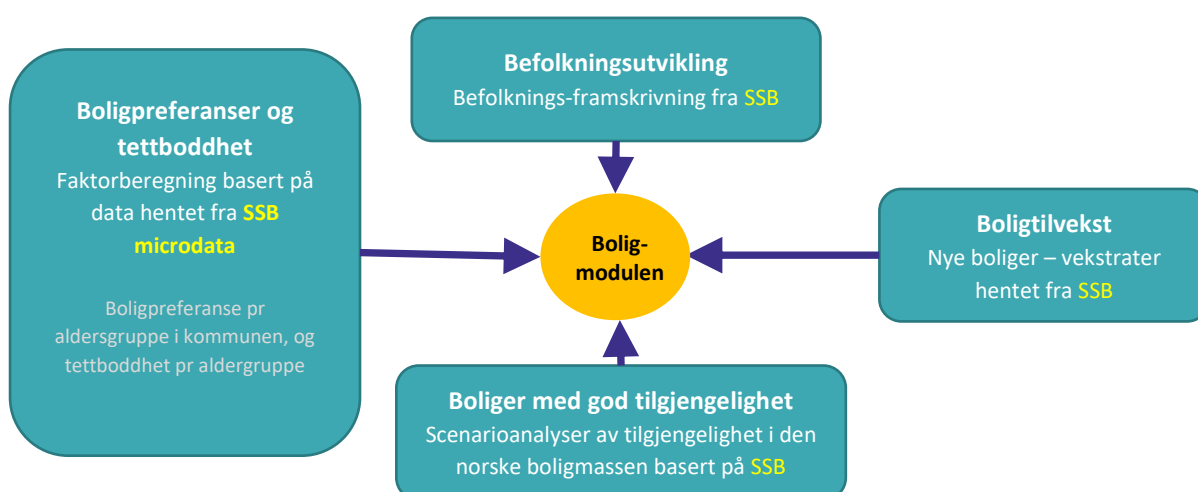 Befolkningsutvikling
Befolknings-framskrivning fra SSB
Boligpreferanser og
tettboddhet
Faktorberegning basert på
data hentet fra SSB
microdata
Boligpreferanse pr
aldersgruppe i kommunen, og
tettboddhet pr aldergruppe
Bolig-
modulen
Boligtilvekst
Nye boliger – vekstrater
hentet fra SSB
Boliger med god tilgjengelighet
Scenarioanalyser av tilgjengelighet i den
norske boligmassen basert på SSB